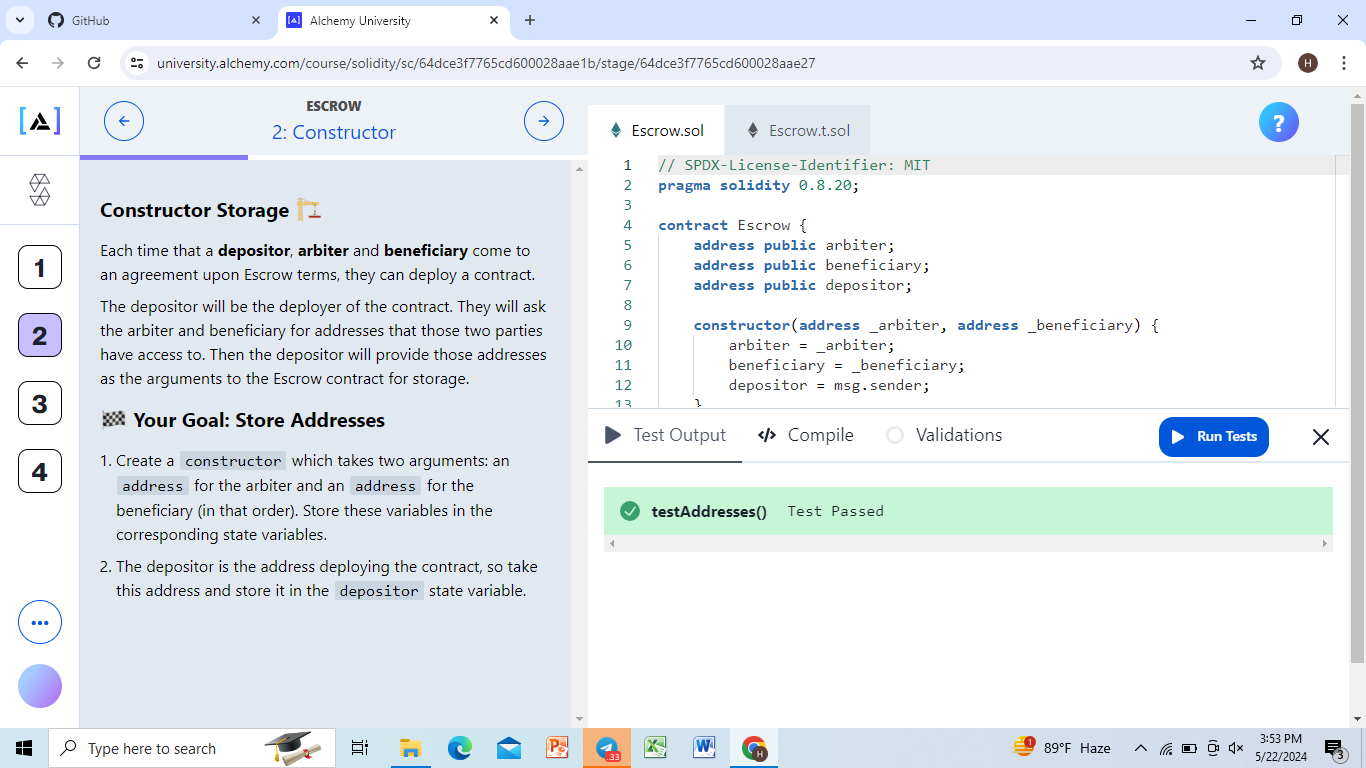 GitHub
Alchemy University
university.alchemy.com/course/solidity/sc/64dce3f7765cd600028aae1b/stage/64dce3f7765cd600028aae27
H
ESCROW
2: Constructor
1
2
3
4
Constructor Storage
Each time that a depositor, arbiter and beneficiary come to
an agreement upon Escrow terms, they can deploy a contract.
The depositor will be the deployer of the contract. They will ask
the arbiter and beneficiary for addresses that those two parties
have access to. Then the depositor will provide those addresses
as the arguments to the Escrow contract for storage.
Your Goal: Store Addresses
1. Create a constructor which takes two arguments: an
address for the arbiter and an address for the
beneficiary (in that order). Store these variables in the
corresponding state variables.
2. The depositor is the address deploying the contract, so take
this address and store it in the depositor state variable.
Escrow.sol
Escrow.t.sol
?
1 // SPDX-License-Identifier: MIT
2 pragma solidity 0.8.20;
3
4 contract Escrow {
5 address public arbiter;
6 address public beneficiary;
7 address public depositor;
8
9 constructor(address _arbiter, address _beneficiary) {
10 arbiter = _arbiter;
11 beneficiary = _beneficiary;
12 depositor = msg.sender;
13 }
Test Output
Compile
Validations
Run Tests
testAddresses() Test Passed
Type here to search
33
H
1
89°F Haze
3:53 PM
5/22/2024
3